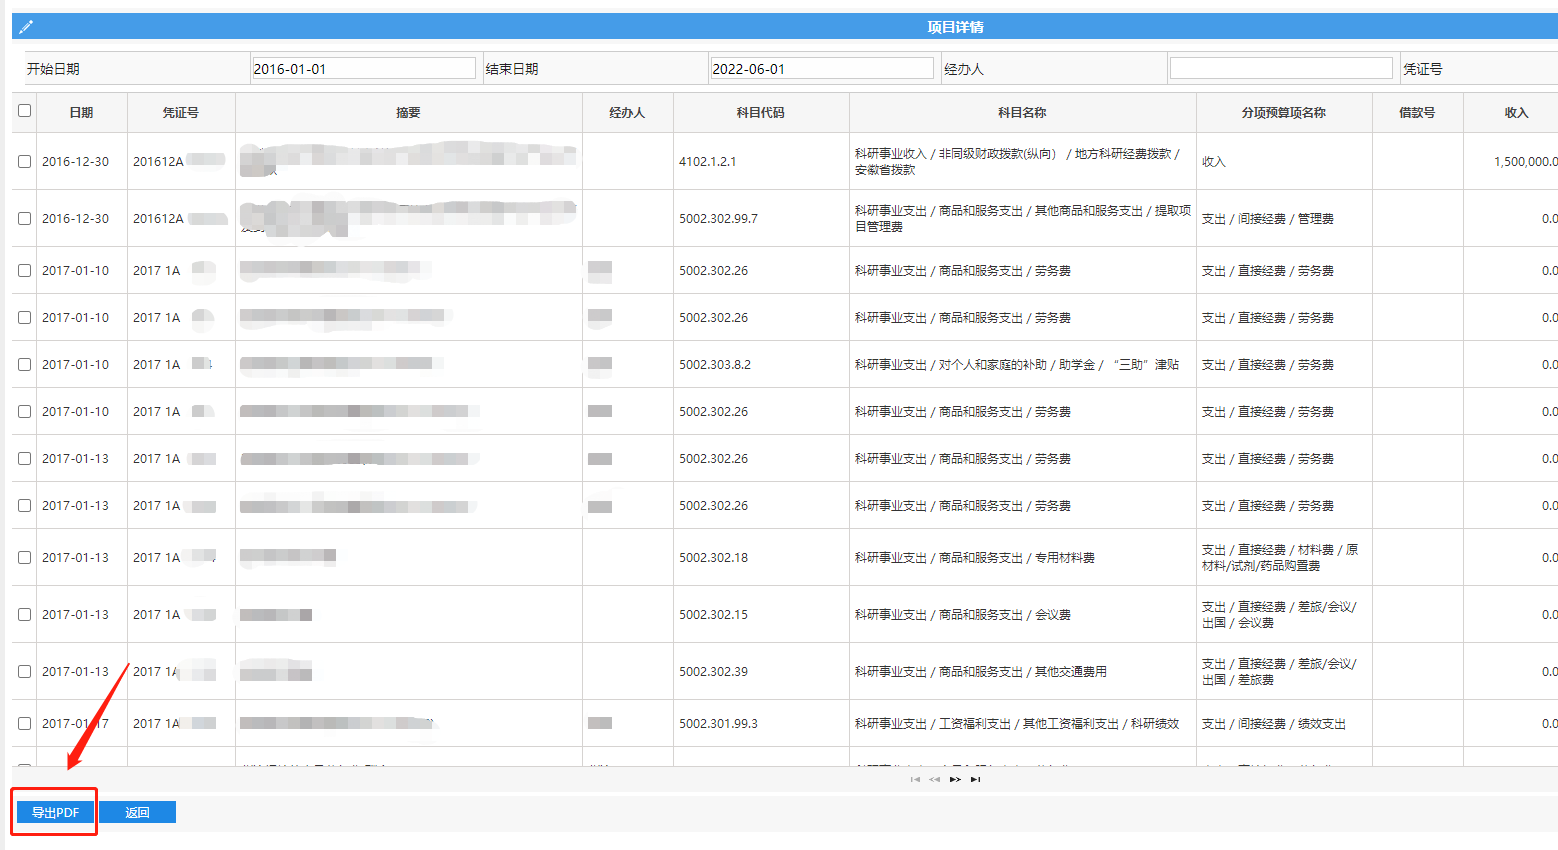 项目详情
开始日期 2016-01-01 结束日期 2022-06-01 经办人 凭证号
日期 凭证号 摘要 经办人 科目代码 科目名称 分项预算项名称 借款号 收入
2016-12-30 201612A 4102.1.2.1 科研事业收入 / 非同级财政拨款(纵向) / 地方科研经费拨款 / 收入 1,500,000.0
安徽省拨款
2016-12-30 201612A 5002.302.99.7 科研事业支出 / 商品和服务支出 / 其他商品和服务支出 / 提取项 支出 / 间接经费 / 管理费 0.0
目管理费
2017-01-10 2017 1A 5002.302.26 科研事业支出 / 商品和服务支出 / 劳务费 支出 / 直接经费 / 劳务费 0.0
2017-01-10 2017 1A 5002.302.26 科研事业支出 / 商品和服务支出 / 劳务费 支出 / 直接经费 / 劳务费 0.0
2017-01-10 2017 1A 5002.303.8.2 科研事业支出 / 对个人和家庭的补助 / 助学金 / “三助”津贴 支出 / 直接经费 / 劳务费 0.0
2017-01-10 2017 1A 5002.302.26 科研事业支出 / 商品和服务支出 / 劳务费 支出 / 直接经费 / 劳务费 0.0
2017-01-13 2017 1A 5002.302.26 科研事业支出 / 商品和服务支出 / 劳务费 支出 / 直接经费 / 劳务费 0.0
2017-01-13 2017 1A 5002.302.26 科研事业支出 / 商品和服务支出 / 劳务费 支出 / 直接经费 / 劳务费 0.0
2017-01-13 2017 1A 5002.302.18 科研事业支出 / 商品和服务支出 / 专用材料费 支出 / 直接经费 / 材料费 / 原 0.0
材料/试剂/药品购置费
2017-01-13 2017 1A 5002.302.15 科研事业支出 / 商品和服务支出 / 会议费 支出 / 直接经费 / 差旅/会议/ 0.0
出国 / 会议费
2017-01-13 2017 1A 5002.302.39 科研事业支出 / 商品和服务支出 / 其他交通费用 支出 / 直接经费 / 差旅/会议/ 0.0
出国 / 差旅费
2017-01-17 2017 1A 5002.301.99.3 科研事业支出 / 工资福利支出 / 其他工资福利支出 / 科研绩效 支出 / 间接经费 / 绩效支出 0.0
导出PDF 返回